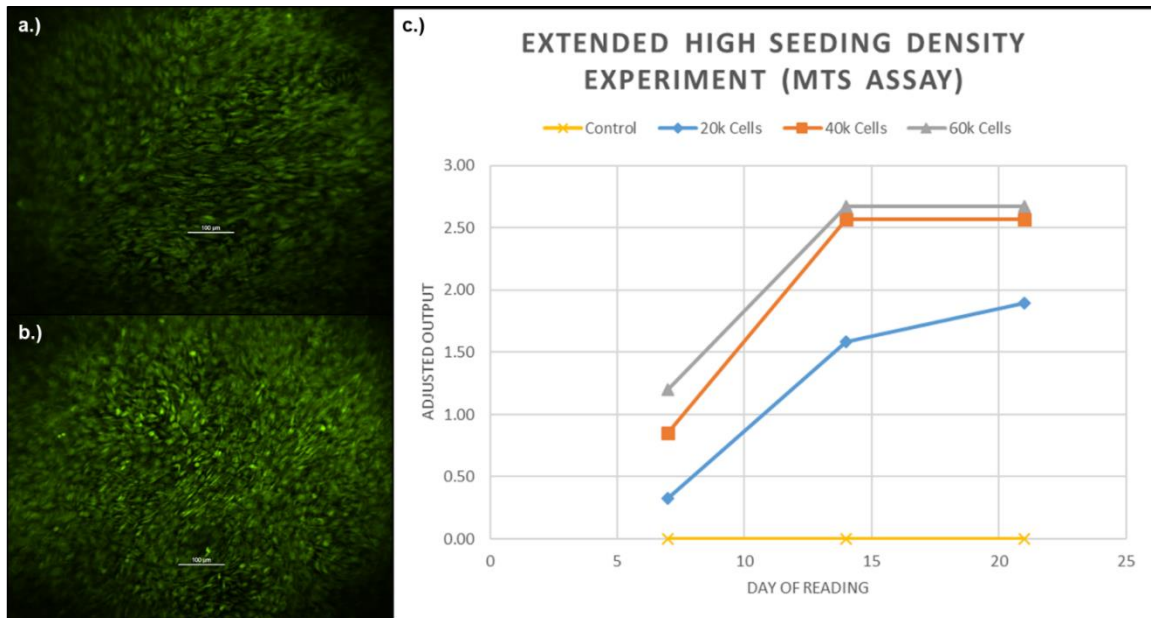 a.)
100 µm
b.)
100 µm
c.)
EXTENDED HIGH SEEDING DENSITY
EXPERIMENT (MTS ASSAY)
Control 20k Cells 40k Cells 60k Cells
3.00
2.50
2.00
1.50
1.00
0.50
0.00
ADJUSTED OUTPUT
0 5 10 15 20 25
DAY OF READING